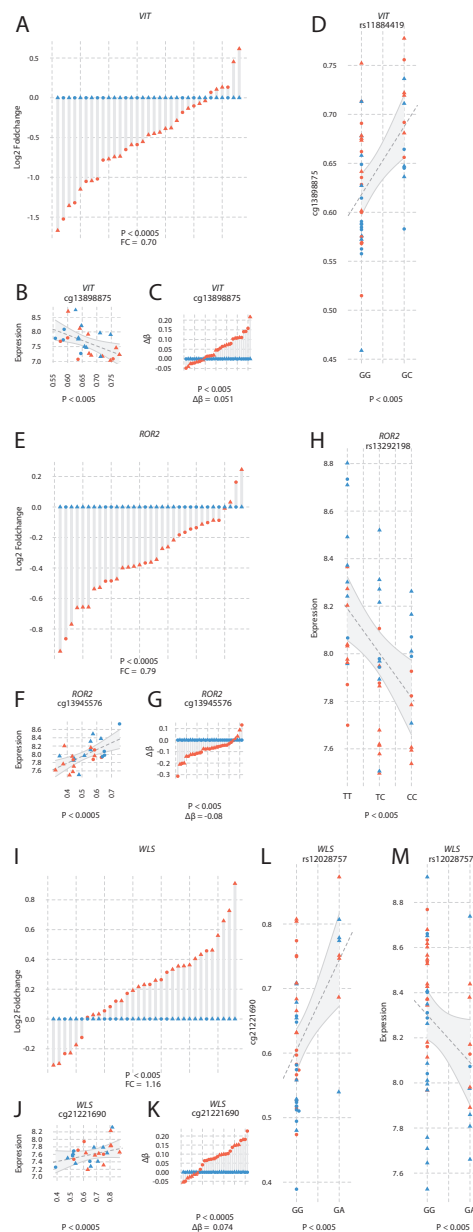 A
VIT
Log2 Foldchange
0.5
0.0
-0.5
-1.0
-1.5
P < 0.0005
FC = 0.70
D
VIT
rs11884419
cg13898875
0.75
0.70
0.65
0.60
0.55
0.50
0.45
GG
GC
P < 0.005
B
VIT
cg13898875
Expression
8.5
8.0
7.5
7.0
0.55
0.60
0.65
0.70
0.75
P < 0.005
C
VIT
cg13898875
Δβ
0.20
0.15
0.10
0.05
0.00
-0.05
P < 0.005
Δβ = 0.051
E
ROR2
Log2 Foldchange
0.2
0.0
-0.2
-0.4
-0.6
-0.8
P < 0.0005
FC = 0.79
H
ROR2
rs13292198
Expression
8.8
8.6
8.4
8.2
8.0
7.8
7.6
TT
TC
CC
P < 0.005
F
ROR2
cg13945576
Expression
8.6
8.4
8.2
8.0
7.8
7.6
0.4
0.5
0.6
0.7
P < 0.0005
G
ROR2
cg13945576
Δβ
0.1
0.0
-0.1
-0.2
-0.3
P < 0.005
Δβ = -0.08
I
WLS
Log2 Foldchange
0.8
0.6
0.4
0.2
0.0
-0.2
P < 0.005
FC = 1.16
L
WLS
rs12028757
cg21221690
0.8
0.7
0.6
0.5
0.4
GG
GA
P < 0.005
M
WLS
rs12028757
Expression
8.8
8.6
8.4
8.2
8.0
7.8
7.6
GG
GA
P < 0.005
J
WLS
cg21221690
Expression
8.2
8.0
7.8
7.6
7.4
7.2
7.0
0.4
0.5
0.6
0.7
0.8
P < 0.0005
K
WLS
cg21221690
Δβ
0.20
0.15
0.10
0.05
0.00
-0.05
P < 0.0005
Δβ = 0.074